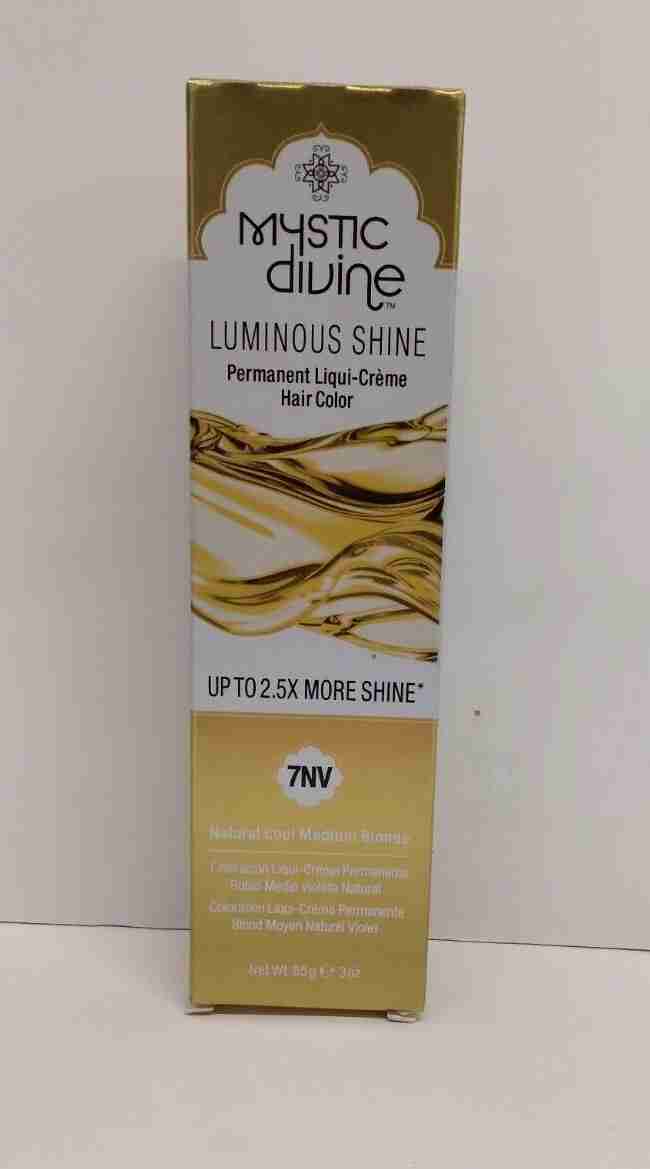 MYSTIC
divine™
LUMINOUS SHINE
Permanent Liqui-Crème
Hair Color
UP TO 2.5X MORE SHINE*
7NV
Natural Cool Medium Blonde
Coloración Liqui-Crème Permanente
Rubio Medio Violeta Natural
Coloration Liqui-Crème Permanente
Blond Moyen Naturel Violet
Net Wt. 85g ℮ 3oz